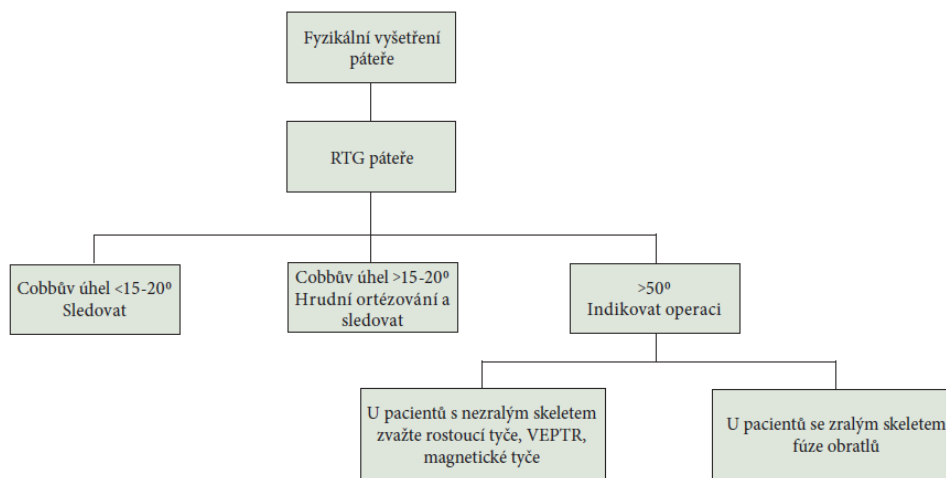 Fyzikální vyšetření
páteře
RTG páteře
Cobbův úhel <15-20º
Sledovat
Cobbův úhel >15-20º
Hrudní ortézování a
sledovat
>50º
Indikovat operaci
U pacientů s nezralým skeletem
zvažte rostoucí tyče, VEPTR,
magnetické tyče
U pacientů se zralým skeletem
fúze obratlů